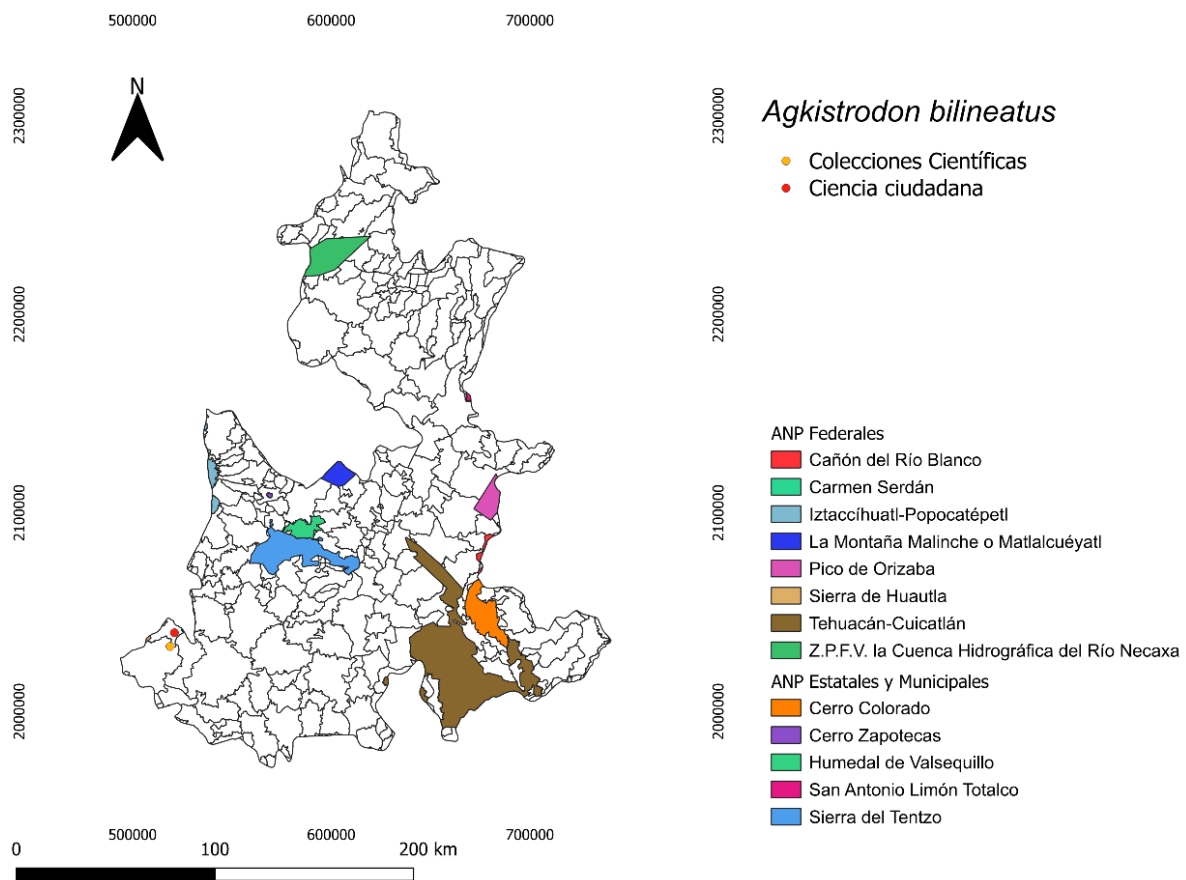 500000 600000 700000
N
2300000
2300000
Agkistrodon bilineatus
Colecciones Científicas
Ciencia ciudadana
2200000
2200000
ANP Federales
Cañón del Río Blanco
Carmen Serdán
Iztaccíhuatl-Popocatépetl
La Montaña Malinche o Matlalcuéyatl
Pico de Orizaba
Sierra de Huautla
Tehuacán-Cuicatlán
Z.P.F.V. la Cuenca Hidrográfica del Río Necaxa
ANP Estatales y Municipales
Cerro Colorado
Cerro Zapotecas
Humedal de Valsequillo
San Antonio Limón Totalco
Sierra del Tentzo
2100000
2100000
2000000
2000000
500000 600000 700000
0 100 200 km